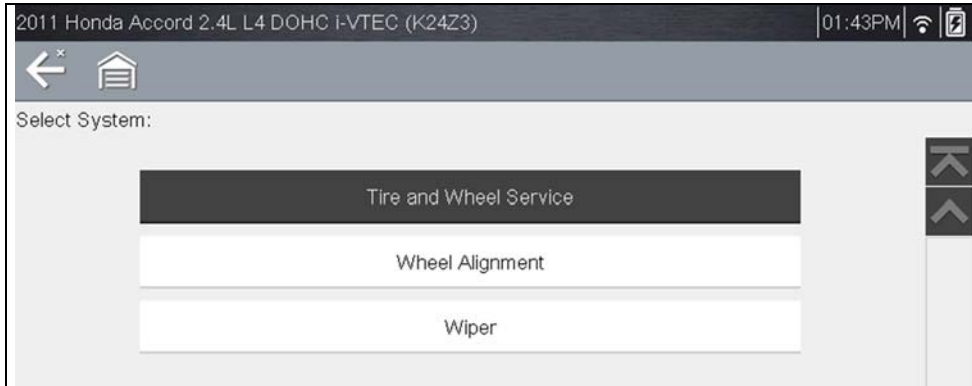 2011 Honda Accord 2.4L L4 DOHC i-VTEC (K24Z3) 01:43PM
Select System:
Tire and Wheel Service
Wheel Alignment
Wiper